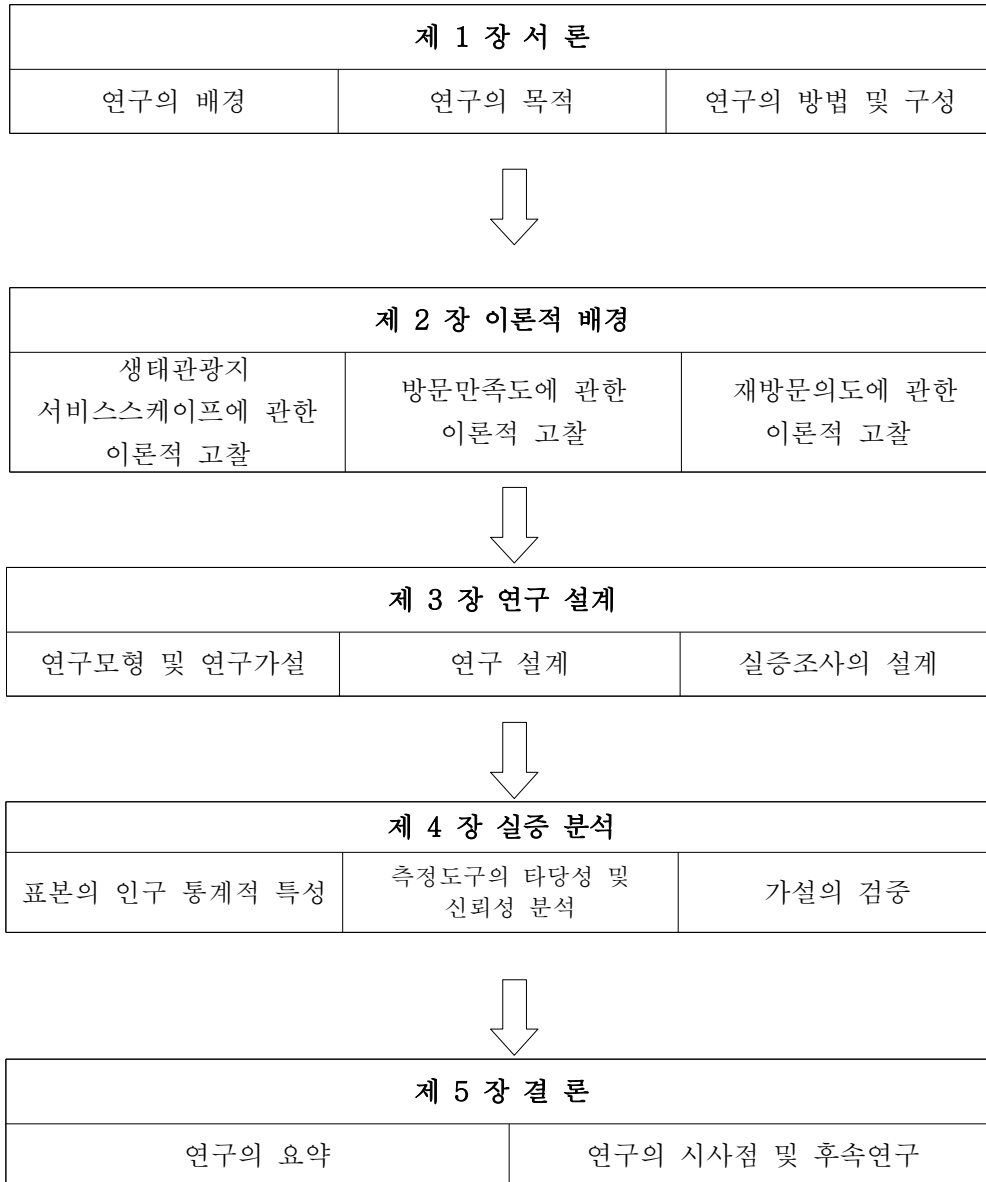 제 1 장 서 론
연구의 배경
연구의 목적
연구의 방법 및 구성
제 2 장 이론적 배경
생태관광지
서비스스케이프에 관한
이론적 고찰
방문만족도에 관한
이론적 고찰
재방문의도에 관한
이론적 고찰
제 3 장 연구 설계
연구모형 및 연구가설
연구 설계
실증조사의 설계
제 4 장 실증 분석
표본의 인구 통계적 특성
측정도구의 타당성 및
신뢰성 분석
가설의 검증
제 5 장 결 론
연구의 요약
연구의 시사점 및 후속연구